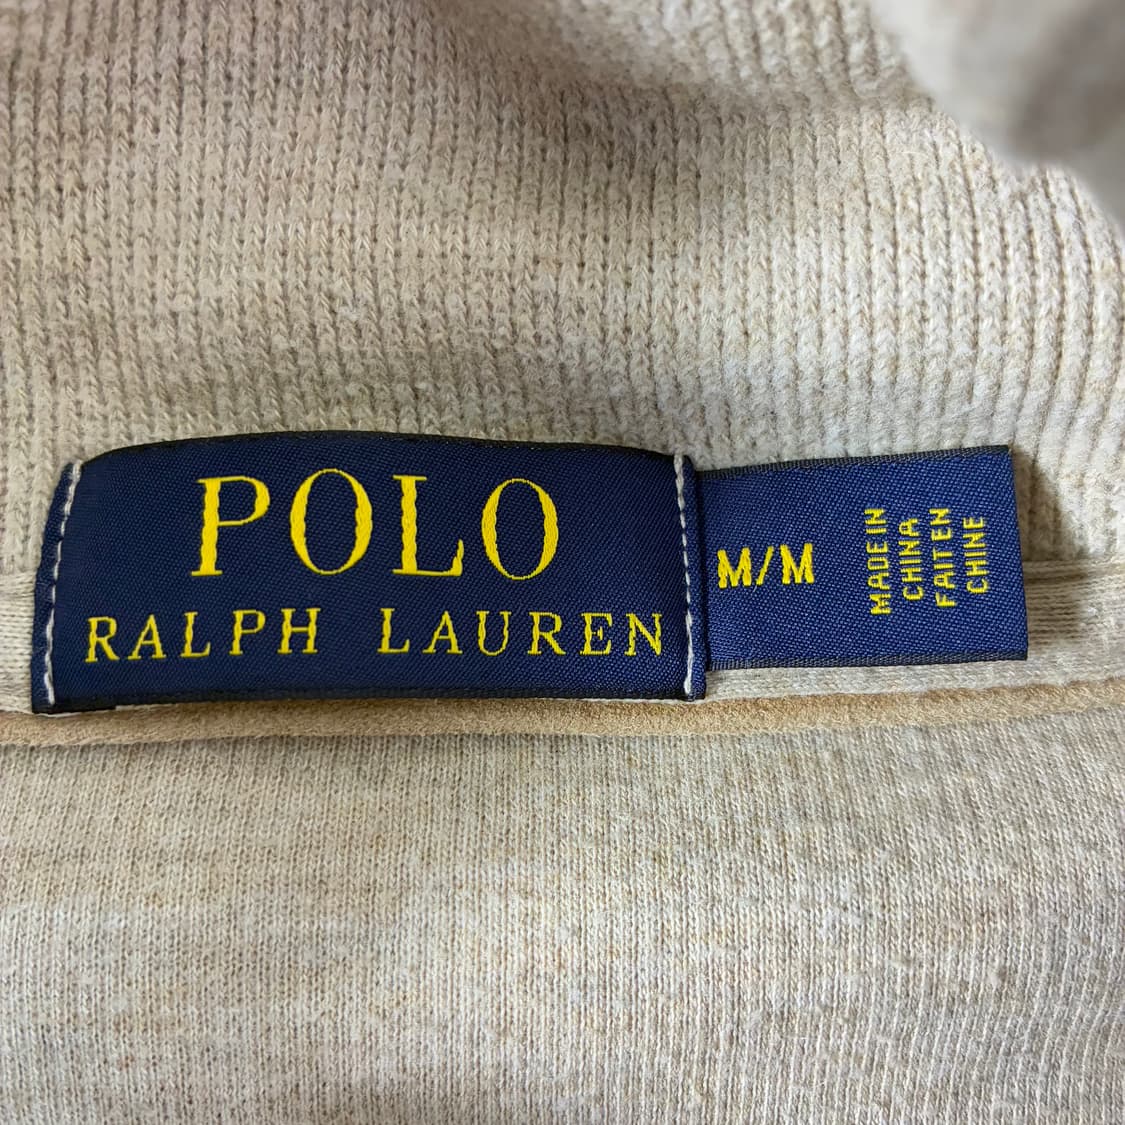 POLO
RALPH LAUREN
M/M
MADE IN
CHINA
FAIT EN
CHINE